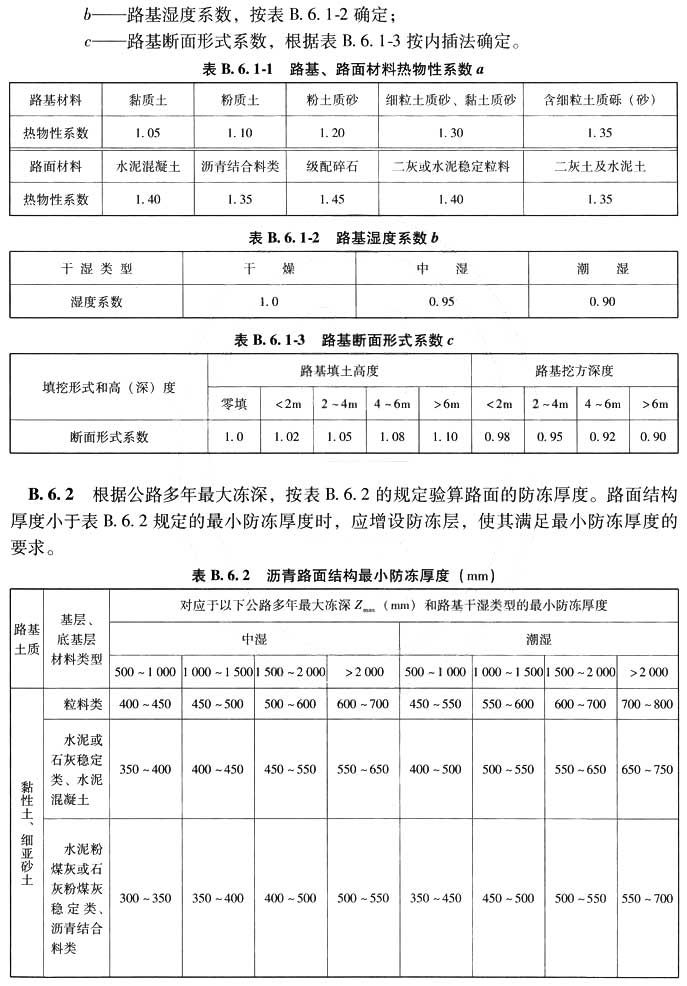 b——路基湿度系数，按表 B.6.1-2 确定；
c——路基断面形式系数，根据表 B.6.1-3 按内插法确定。
表 B.6.1-1 路基、路面材料热物性系数 a
路基材料 黏质土 粉质土 粉土质砂 细粒土质砂、黏土质砂 含细粒土质砾（砂）
热物性系数 1.05 1.10 1.20 1.30 1.35
路面材料 水泥混凝土 沥青结合料类 级配碎石 二灰或水泥稳定粒料 二灰土及水泥土
热物性系数 1.40 1.35 1.45 1.40 1.35
表 B.6.1-2 路基湿度系数 b
干湿类型 干 燥 中 湿 潮 湿
湿度系数 1.0 0.95 0.90
表 B.6.1-3 路基断面形式系数 c
填挖形式和高（深）度 路基填土高度 路基挖方深度
零填 <2m 2~4m 4~6m >6m <2m 2~4m 4~6m >6m
断面形式系数 1.0 1.02 1.05 1.08 1.10 0.98 0.95 0.92 0.90
B.6.2 根据公路多年最大冻深，按表 B.6.2 的规定验算路面的防冻厚度。路面结构
厚度小于表 B.6.2 规定的最小防冻厚度时，应增设防冻层，使其满足最小防冻厚度的
要求。
表 B.6.2 沥青路面结构最小防冻厚度（mm）
路基
土质
基层、
底基层
材料类型
对应于以下公路多年最大冻深 Zmax（mm）和路基干湿类型的最小防冻厚度
中湿 潮湿
500~1 000 1 000~1 500 1 500~2 000 >2 000 500~1 000 1 000~1 500 1 500~2 000 >2 000
黏性土、细亚砂土
粒料类 400~450 450~500 500~600 600~700 450~550 550~600 600~700 700~800
水泥或
石灰稳定
类、水泥
混凝土
350~400 400~450 450~550 550~650 400~500 500~550 550~650 650~750
水泥粉
煤灰或石
灰粉煤灰
稳定类、
沥青结合
料类
300~350 350~400 400~500 500~550 350~450 450~500 500~550 550~700